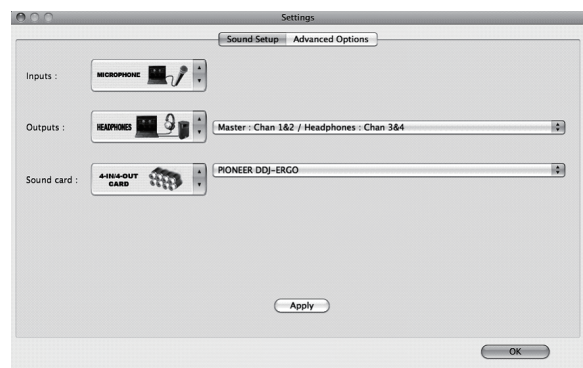 Settings
Sound Setup Advanced Options
Inputs : MICROPHONE
Outputs : HEADPHONES Master : Chan 1&2 / Headphones : Chan 3&4
Sound card : 4-IN/4-OUT CARD PIONEER DDJ-ERGO
Apply
OK